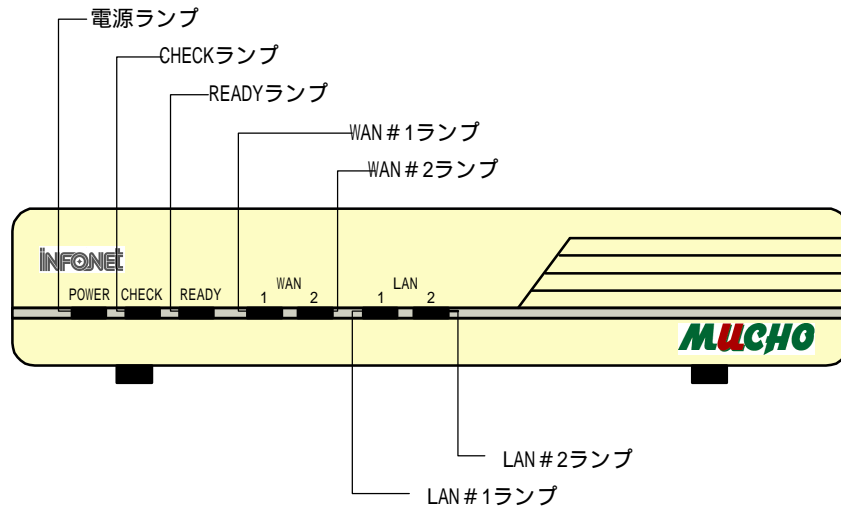 電源ランプ
CHECKランプ
READYランプ
WAN＃1ランプ
WAN＃2ランプ
INFONET
WAN
LAN
POWER CHECK READY 1 2 1 2
MUCHO
LAN＃2ランプ
LAN＃1ランプ